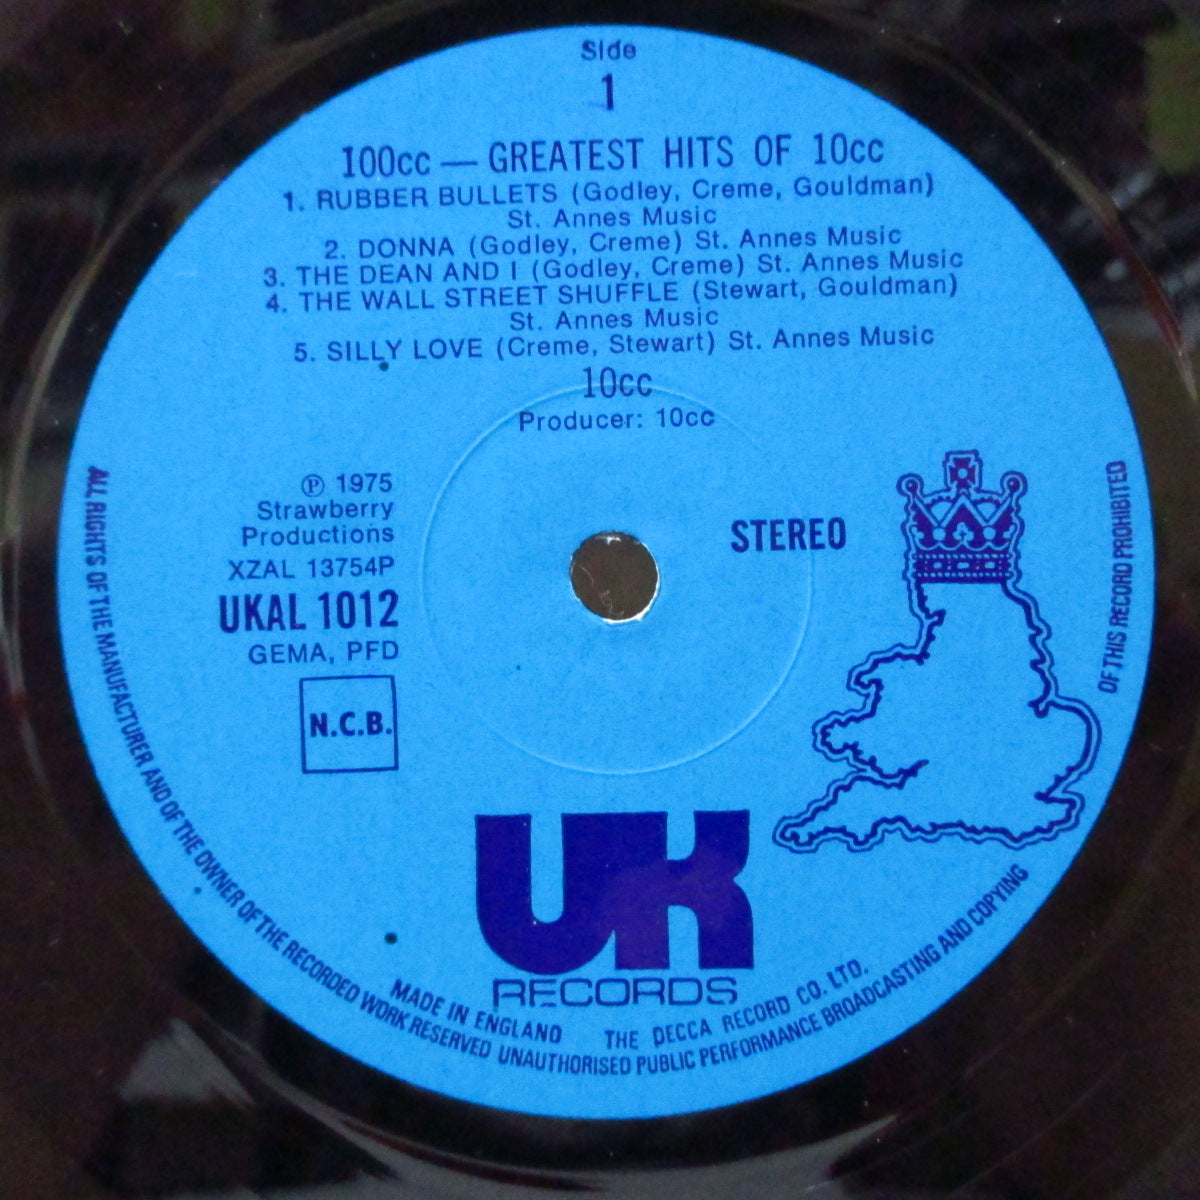 Side
1
100cc — GREATEST HITS OF 10cc
1. RUBBER BULLETS (Godley, Creme, Gouldman)
St. Annes Music
2. DONNA (Godley, Creme) St. Annes Music
3. THE DEAN AND I (Godley, Creme) St. Annes Music
4. THE WALL STREET SHUFFLE (Stewart, Gouldman)
St. Annes Music
5. SILLY LOVE (Creme, Stewart) St. Annes Music
10cc
Producer: 10cc
℗ 1975
Strawberry
Productions
XZAL 13754P
UKAL 1012
GEMA, PFD
N.C.B.
STEREO
UK
RECORDS
MADE IN ENGLAND THE DECCA RECORD CO. LTD.
ALL RIGHTS OF THE MANUFACTURER AND OF THE OWNER OF THE RECORDED WORK RESERVED UNAUTHORISED PUBLIC PERFORMANCE BROADCASTING AND COPYING OF THIS RECORD PROHIBITED